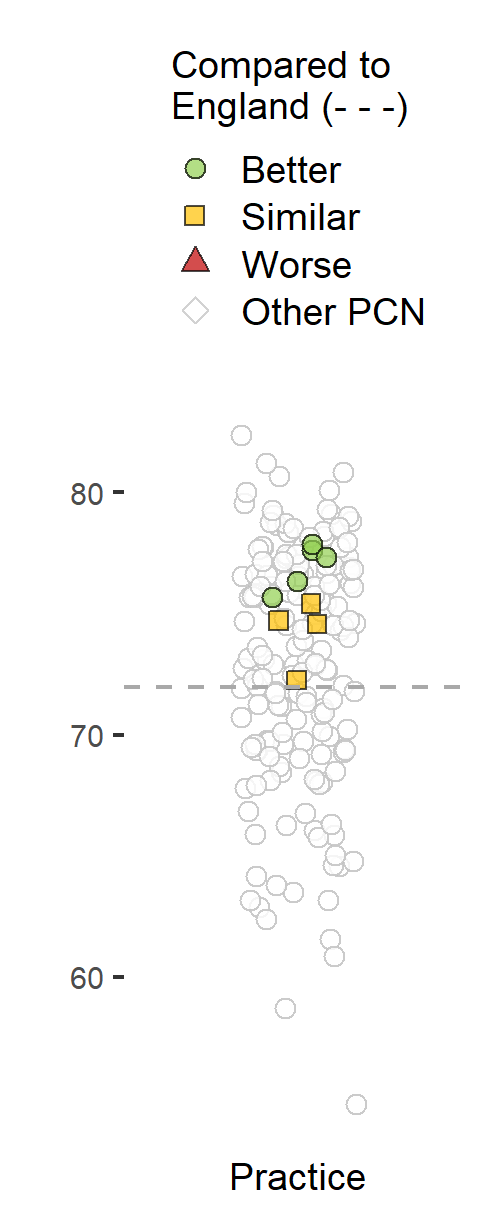 Compared to
England (- - -)
Better
Similar
Worse
Other PCN
80
70
60
Practice